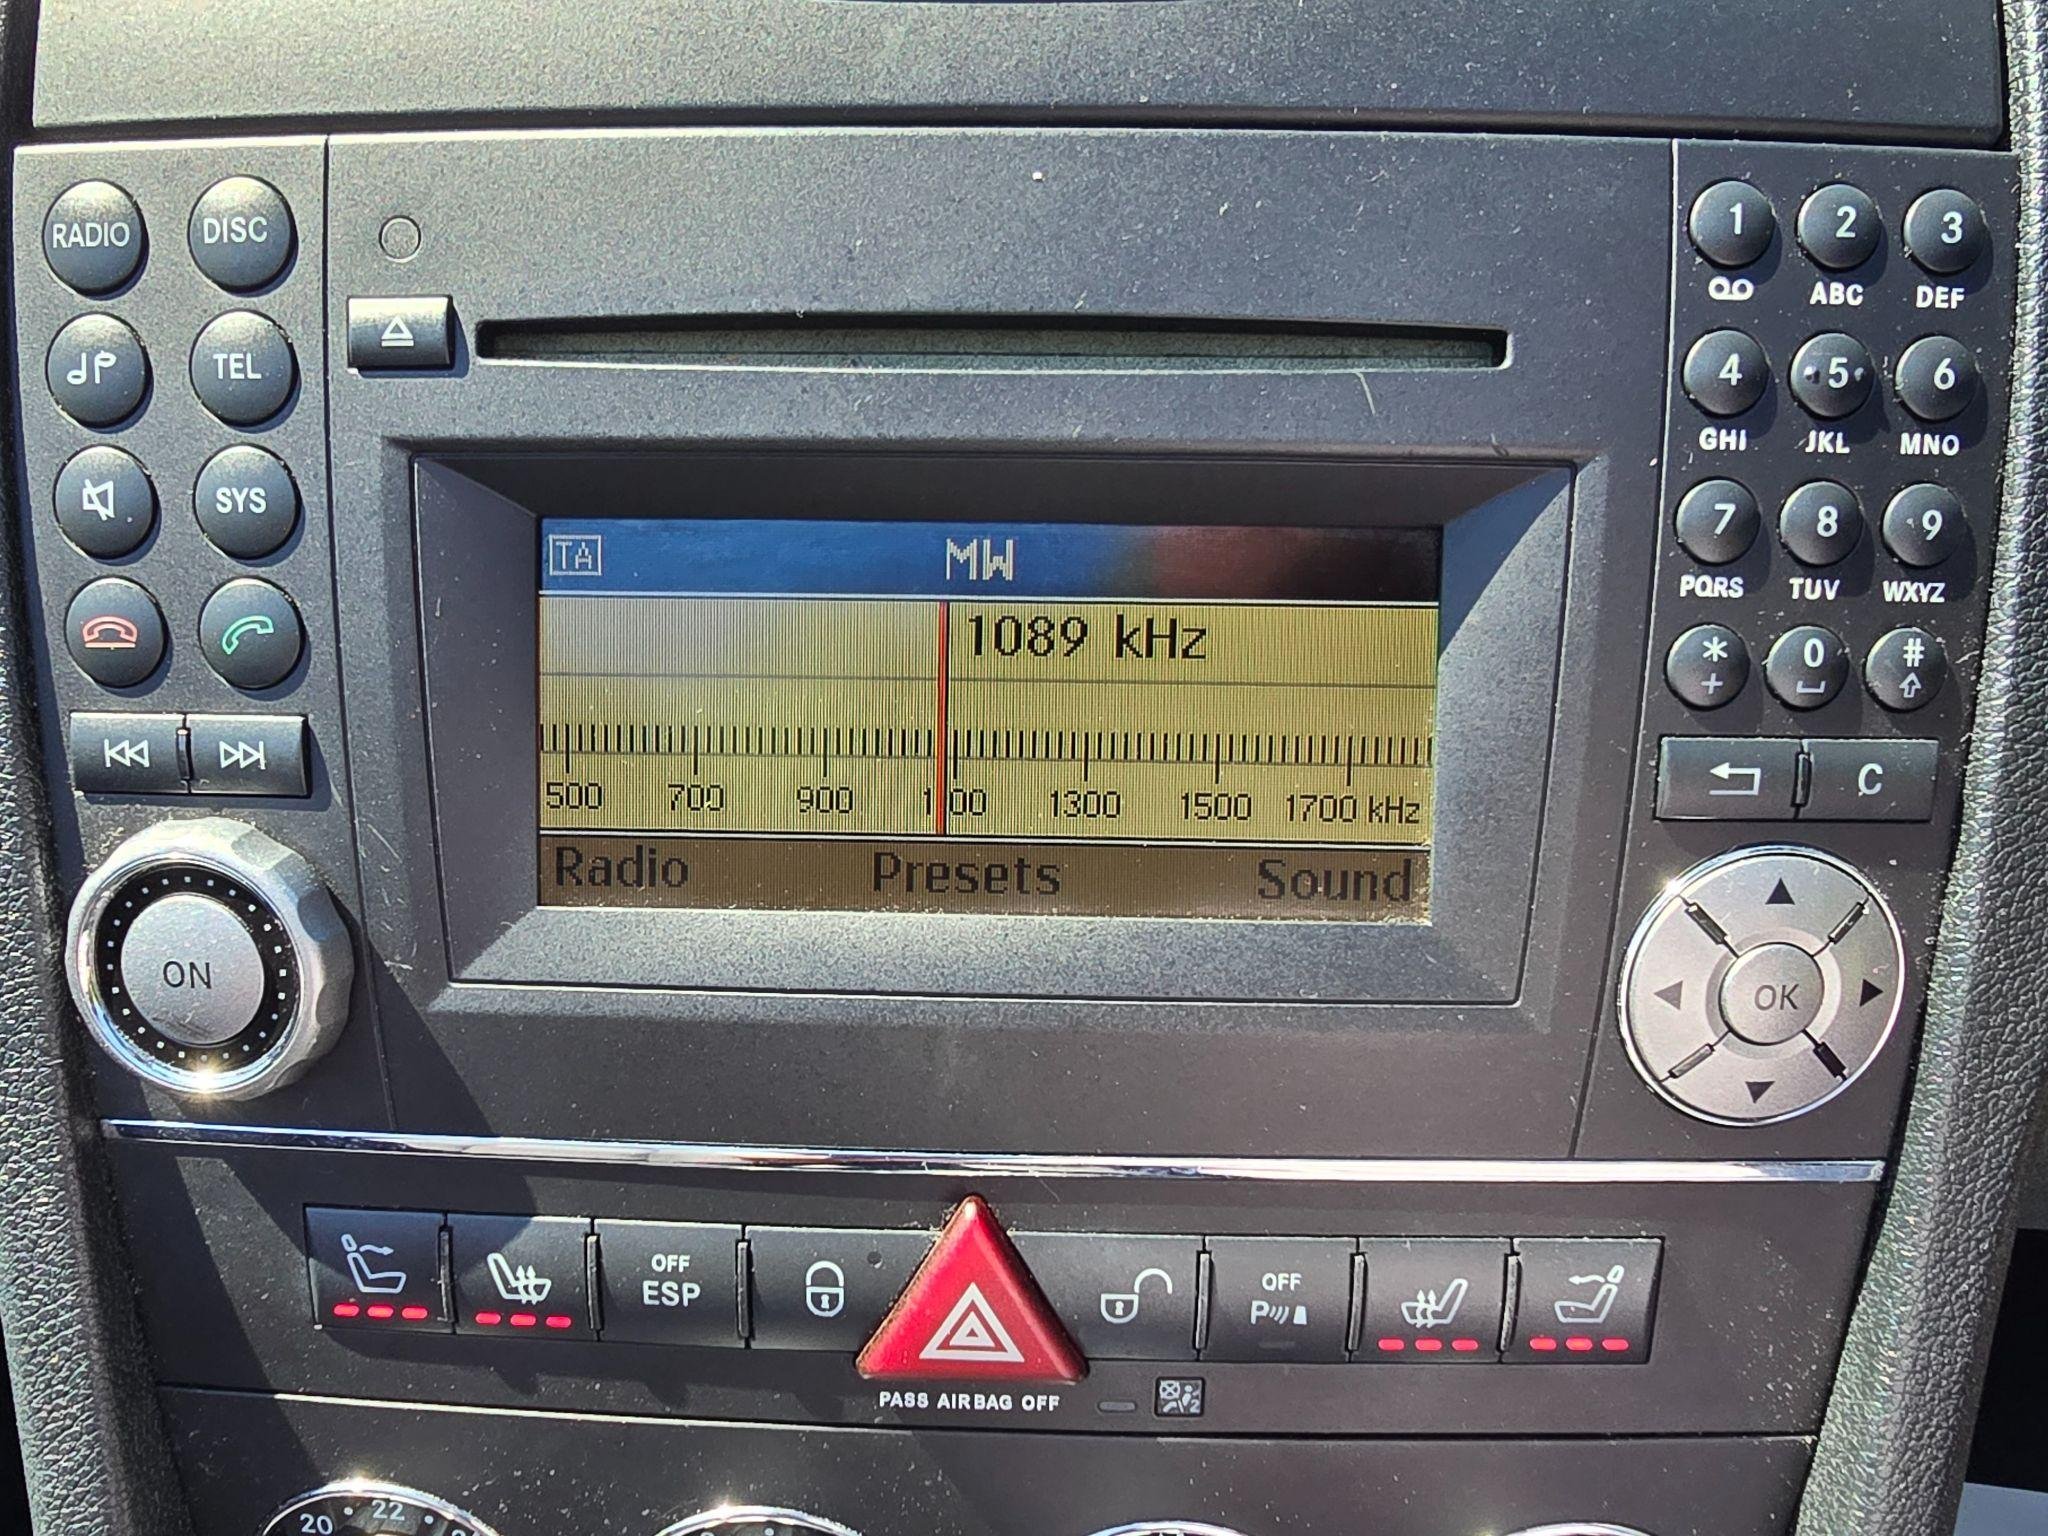 RADIO DISC
TEL
SYS
ON
TA MW
1089 kHz
500 700 900 1100 1300 1500 1700 kHz
Radio Presets Sound
1 2 3
ABC DEF
4 5 6
GHI JKL MNO
7 8 9
PQRS TUV WXYZ
* 0 #
+
C
OK
OFF
ESP
OFF
P
PASS AIRBAG OFF
2
20 · 22 ·